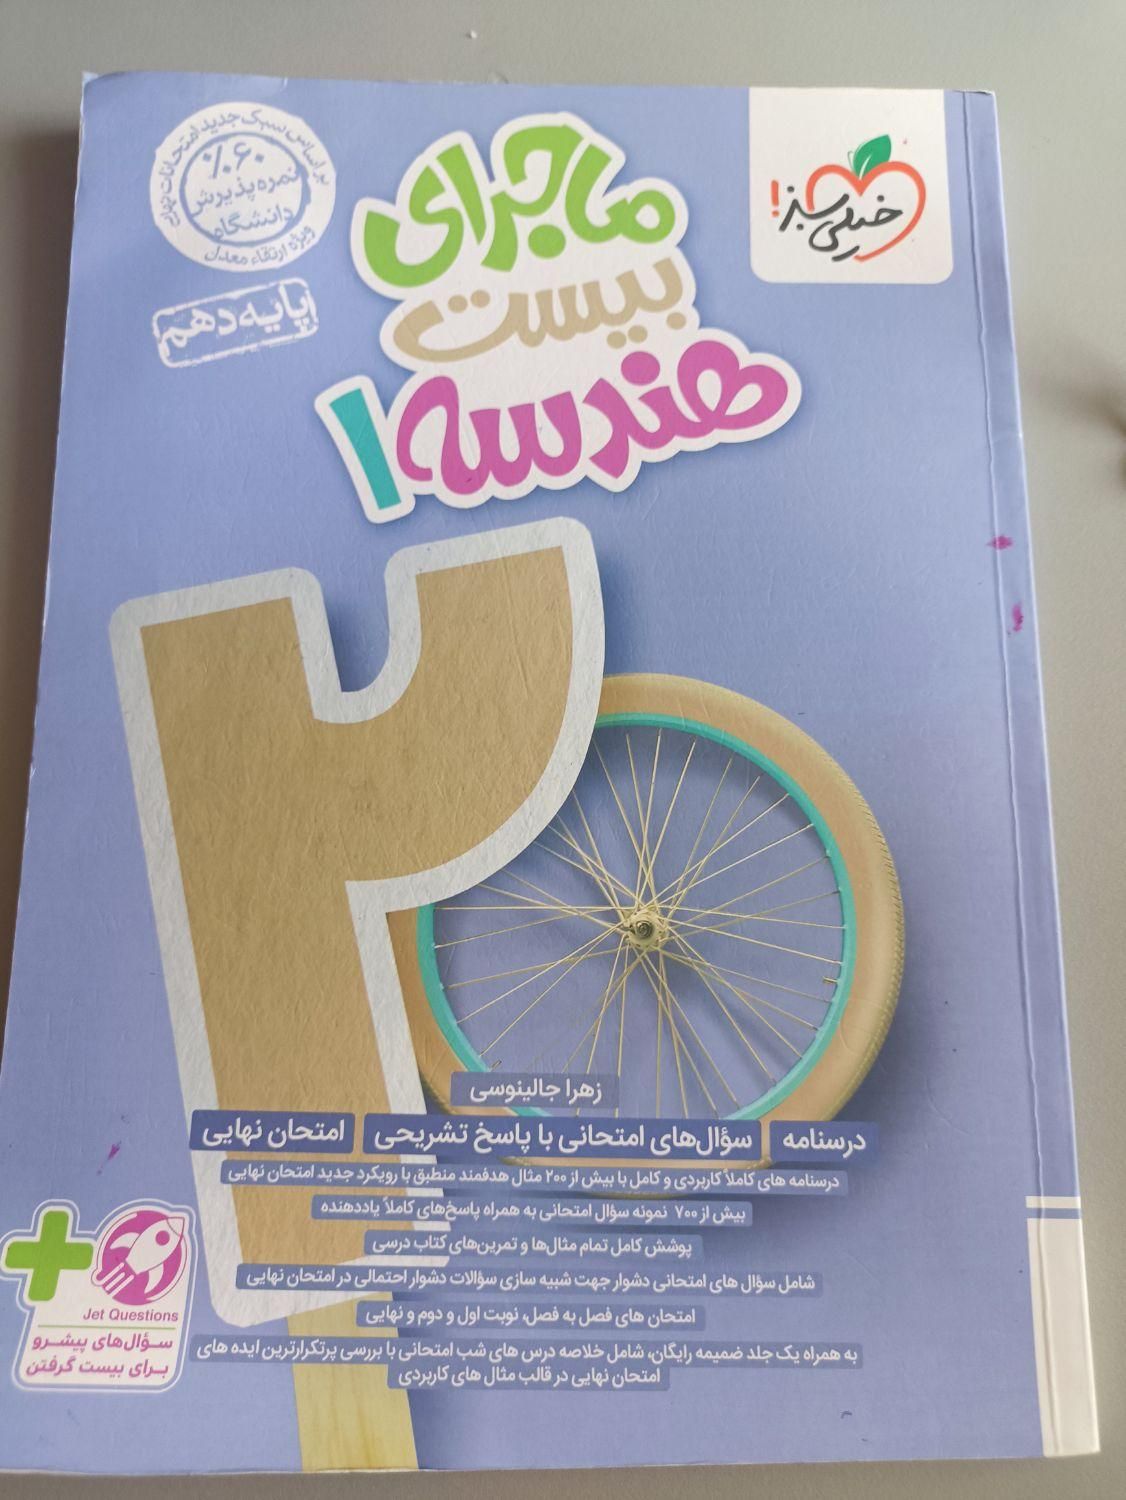 براساس سبک جدید امتحانات نهایی
٪۶۰
نمره پذیرش
دانشگاه
ویژه ارتقاء معدل
پایه دهم
خیلی سبز!
ماجرای
بیست
هندسه ۱
۲۰
زهرا جالینوسی
درسنامه سؤال‌های امتحانی با پاسخ تشریحی امتحان نهایی
درسنامه های کاملاً کاربردی و کامل با بیش از ۲۰۰ مثال هدفمند منطبق با رویکرد جدید امتحان نهایی
بیش از ۷۰۰ نمونه سؤال امتحانی به همراه پاسخ‌های کاملاً یاددهنده
پوشش کامل تمام مثال‌ها و تمرین‌های کتاب درسی
شامل سؤال های امتحانی دشوار جهت شبیه سازی سؤالات دشوار احتمالی در امتحان نهایی
امتحان های فصل به فصل، نوبت اول و دوم و نهایی
به همراه یک جلد ضمیمه رایگان، شامل خلاصه درس های شب امتحانی با بررسی پرتکرارترین ایده های
امتحان نهایی در قالب مثال های کاربردی
+
Jet Questions
سؤال‌های پیشرو
برای بیست گرفتن